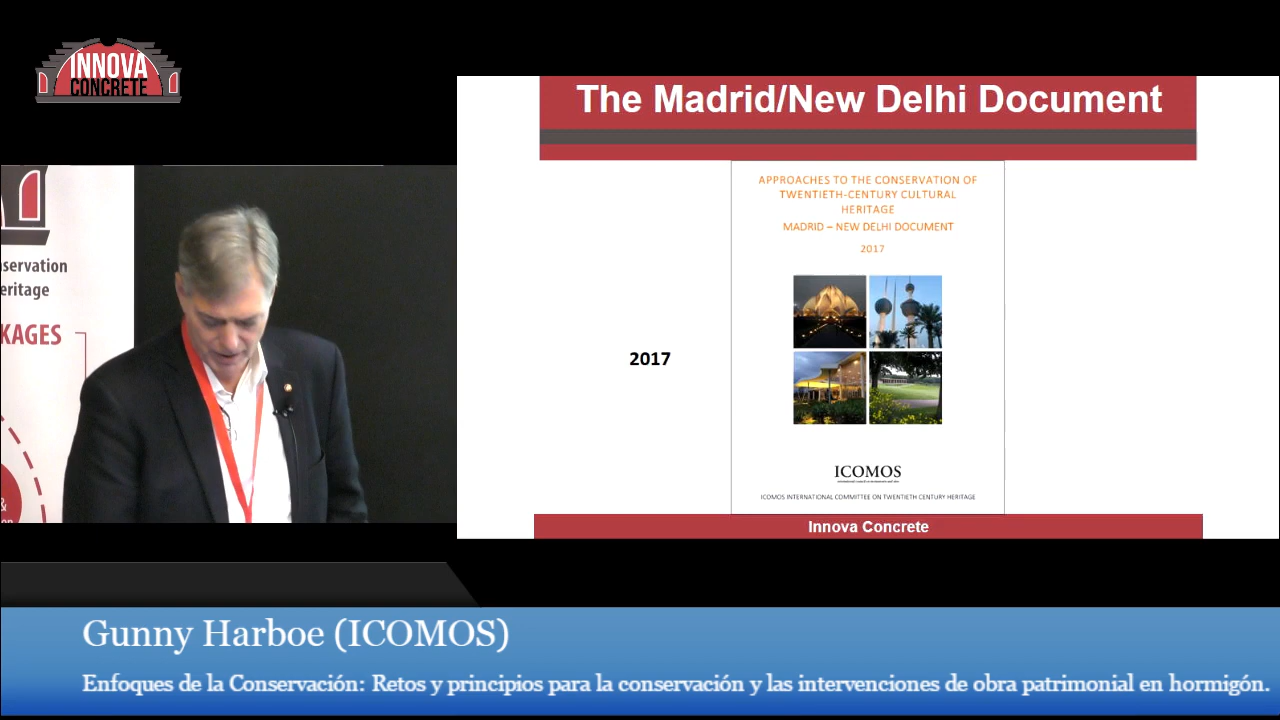 INNOVA
CONCRETE
The Madrid/New Delhi Document
APPROACHES TO THE CONSERVATION OF
TWENTIETH-CENTURY CULTURAL
HERITAGE
MADRID – NEW DELHI DOCUMENT
2017
2017
ICOMOS
ICOMOS INTERNATIONAL COMMITTEE ON TWENTIETH CENTURY HERITAGE
Innova Concrete
servation
eritage
KAGES
&
Gunny Harboe (ICOMOS)
Enfoques de la Conservación: Retos y principios para la conservación y las intervenciones de obra patrimonial en hormigón.